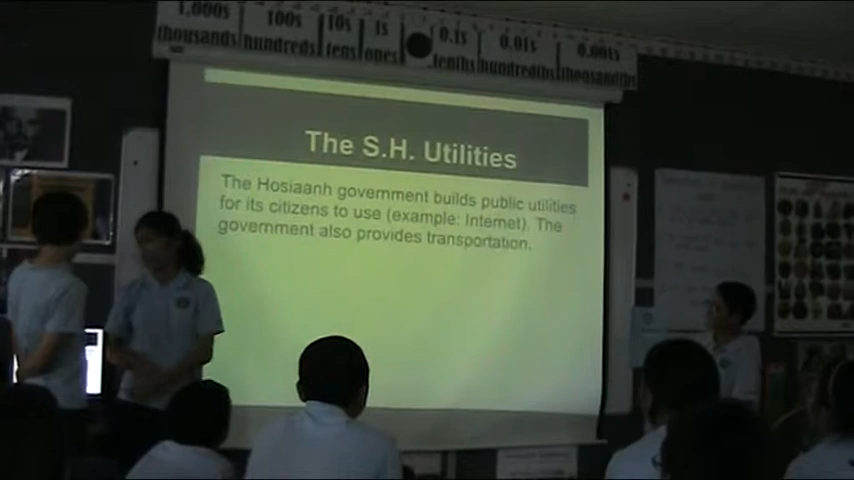 1,000s 100s 10s 1s 0.1s 0.01s 0.001s
thousands hundreds tens ones tenths hundredths thousandths
The S.H. Utilities
The Hosiaanh government builds public utilities
for its citizens to use (example: Internet). The
government also provides transportation.